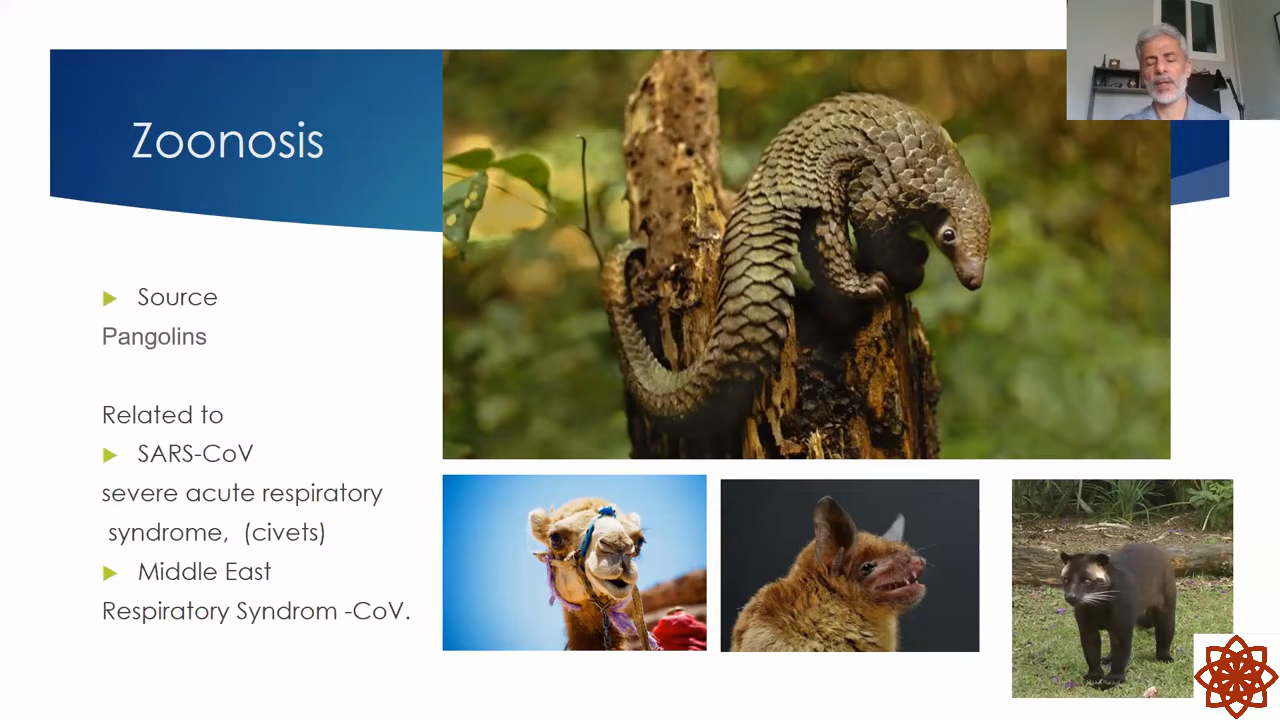 Zoonosis
Source
Pangolins
Related to
SARS-CoV
severe acute respiratory
syndrome, (civets)
Middle East
Respiratory Syndrom -CoV.